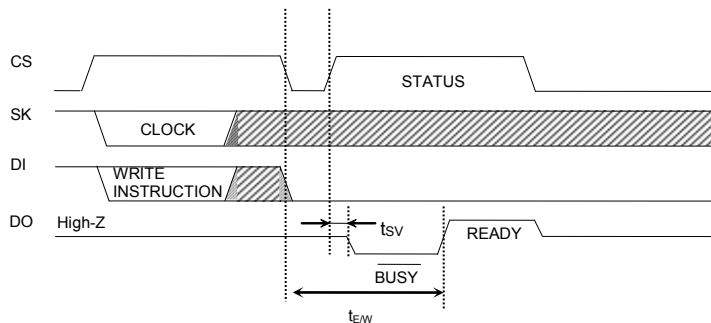 CS
STATUS
SK
CLOCK
DI
WRITE
INSTRUCTION
DO High-Z
tSV
READY
BUSY
tE/W